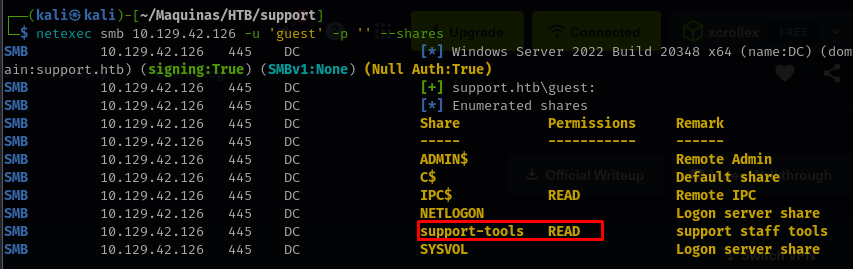 ┌──(kali㉿kali)-[~/Maquinas/HTB/support]
└─$ netexec smb 10.129.42.126 -u 'guest' -p '' --shares
SMB 10.129.42.126 445 DC [*] Windows Server 2022 Build 20348 x64 (name:DC) (dom
ain:support.htb) (signing:True) (SMBv1:None) (Null Auth:True)
SMB 10.129.42.126 445 DC [+] support.htb\guest:
SMB 10.129.42.126 445 DC [*] Enumerated shares
SMB 10.129.42.126 445 DC Share Permissions Remark
SMB 10.129.42.126 445 DC ----- ----------- ------
SMB 10.129.42.126 445 DC ADMIN$ Remote Admin
SMB 10.129.42.126 445 DC C$ Default share
SMB 10.129.42.126 445 DC IPC$ READ Remote IPC
SMB 10.129.42.126 445 DC NETLOGON Logon server share
SMB 10.129.42.126 445 DC support-tools READ support staff tools
SMB 10.129.42.126 445 DC SYSVOL Logon server share
Connected
xcrollex
FREE
Official Writeup
Switch VPN